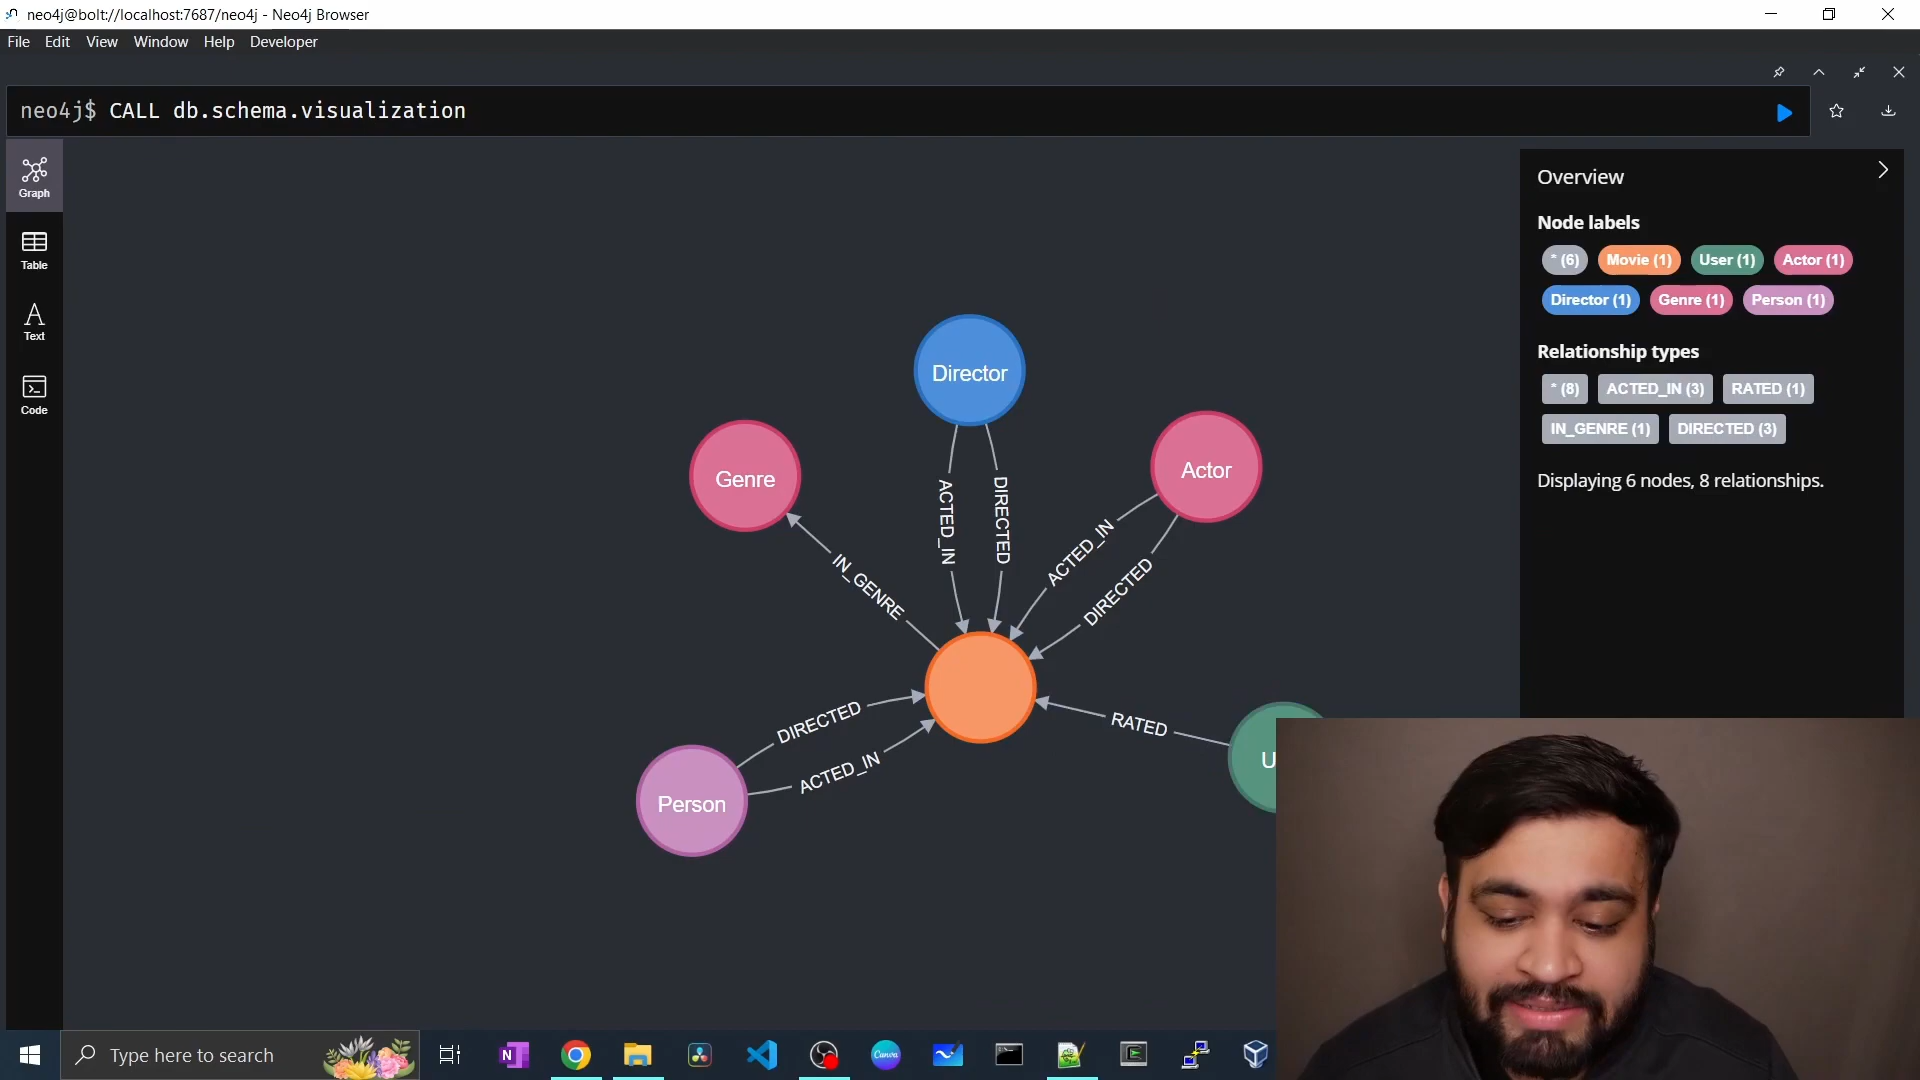 neo4j@bolt://localhost:7687/neo4j - Neo4j Browser
File Edit View Window Help Developer
neo4j$ CALL db.schema.visualization
Graph
Table
Text
Code
Director
Genre
Actor
ACTED_IN
DIRECTED
ACTED_IN
DIRECTED
IN_GENRE
DIRECTED
ACTED_IN
RATED
Person
U
Overview
Node labels
* (6) Movie (1) User (1) Actor (1)
Director (1) Genre (1) Person (1)
Relationship types
* (8) ACTED_IN (3) RATED (1)
IN_GENRE (1) DIRECTED (3)
Displaying 6 nodes, 8 relationships.
Type here to search
N
Canva